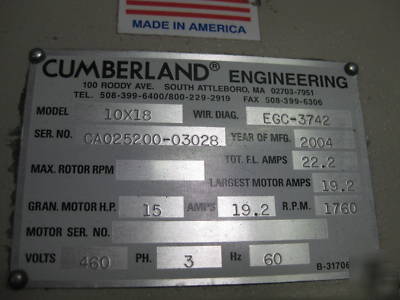 MADE IN AMERICA
CUMBERLAND® ENGINEERING
100 RODDY AVE. SOUTH ATTLEBORO, MA 02703-7951
TEL. 508-399-6400/800-229-2919 FAX 508-399-6306
MODEL 10X18 WIR. DIAG. EGC-3742
SER. NO. CA025200-03028 YEAR OF MFG. 2004
TOT. F.L. AMPS 22.2
MAX. ROTOR RPM
LARGEST MOTOR AMPS 19.2
GRAN. MOTOR H.P. 15 AMPS 19.2 R.P.M. 1760
MOTOR SER. NO.
VOLTS 460 PH. 3 Hz 60
B-31706